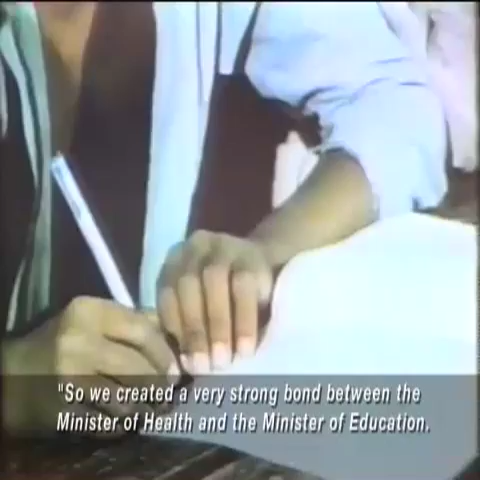 "So we created a very strong bond between the
Minister of Health and the Minister of Education.